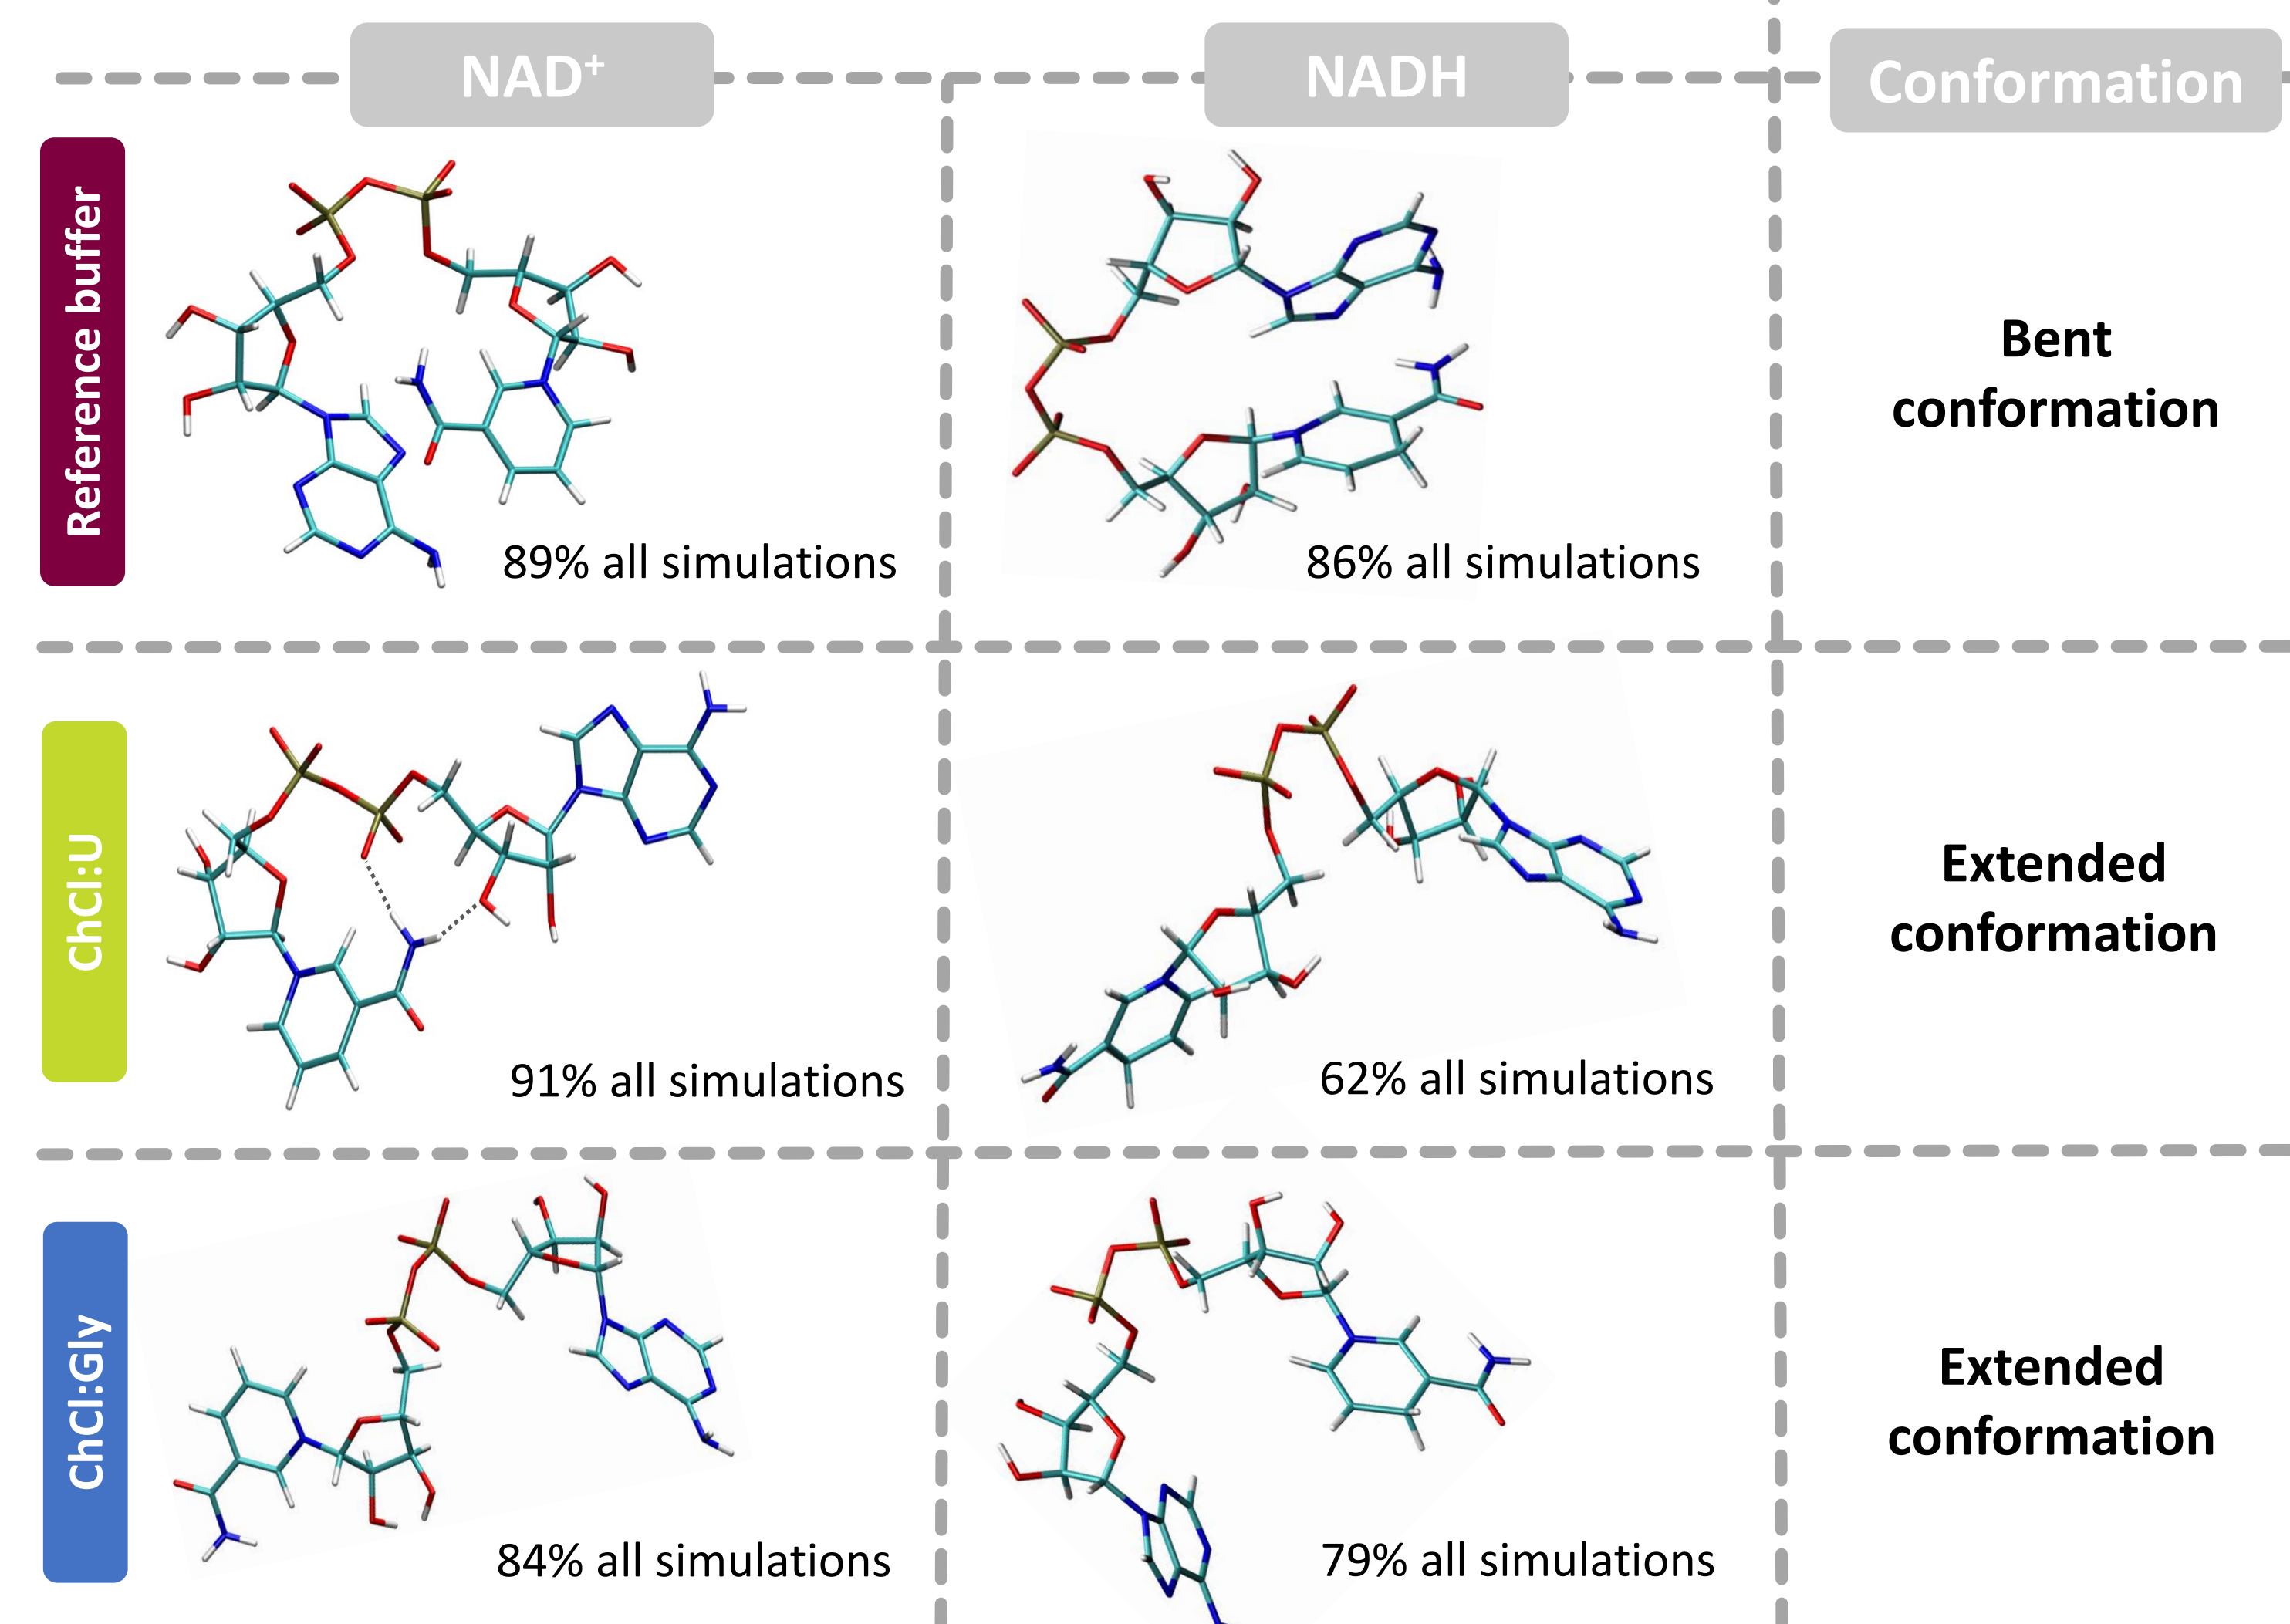 NAD⁺
NADH
Conformation
Reference buffer
89% all simulations
86% all simulations
Bent
conformation
ChCl:U
91% all simulations
62% all simulations
Extended
conformation
ChCl:Gly
84% all simulations
79% all simulations
Extended
conformation